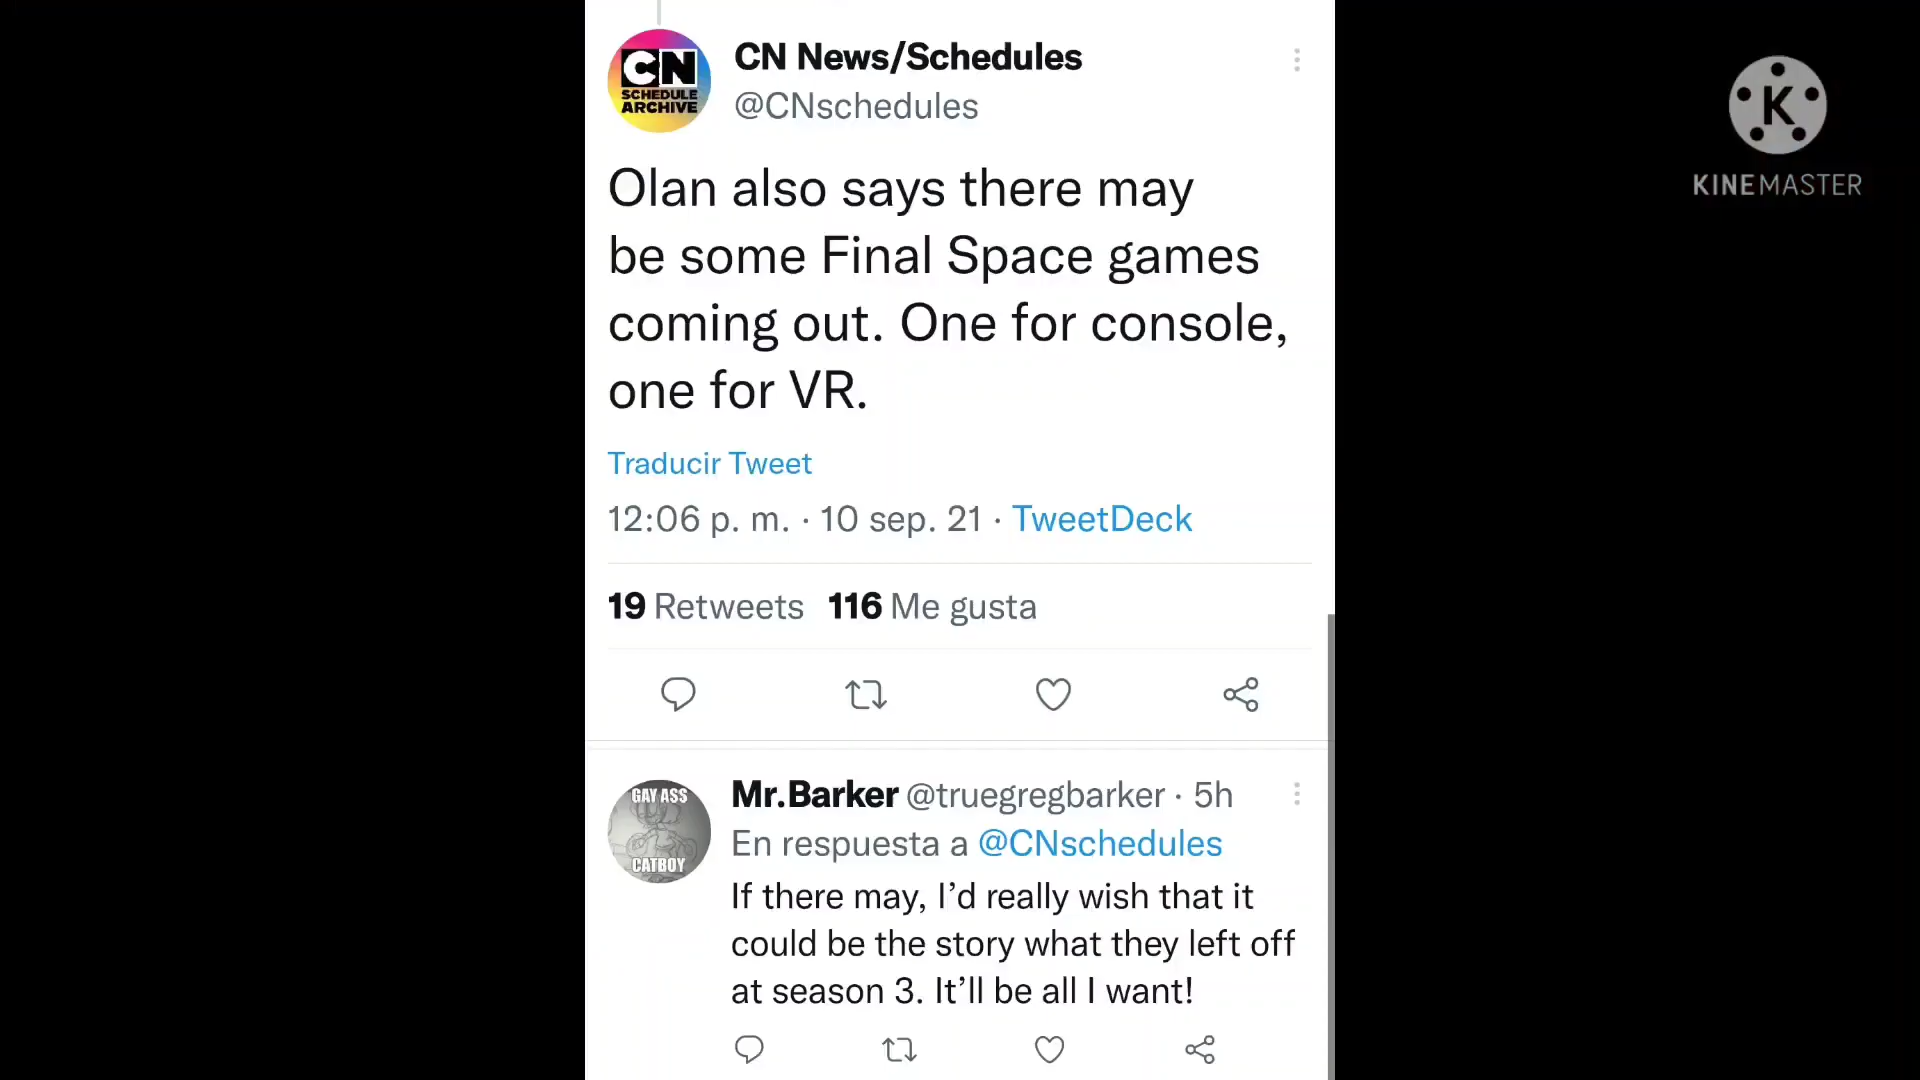 CN
SCHEDULE
ARCHIVE
CN News/Schedules
@CNschedules
Olan also says there may
be some Final Space games
coming out. One for console,
one for VR.
Traducir Tweet
12:06 p. m. · 10 sep. 21 · TweetDeck
19 Retweets 116 Me gusta
GAY ASS
CATBOY
Mr.Barker @truegregbarker · 5h
En respuesta a @CNschedules
If there may, I’d really wish that it
could be the story what they left off
at season 3. It’ll be all I want!
K
KINEMASTER